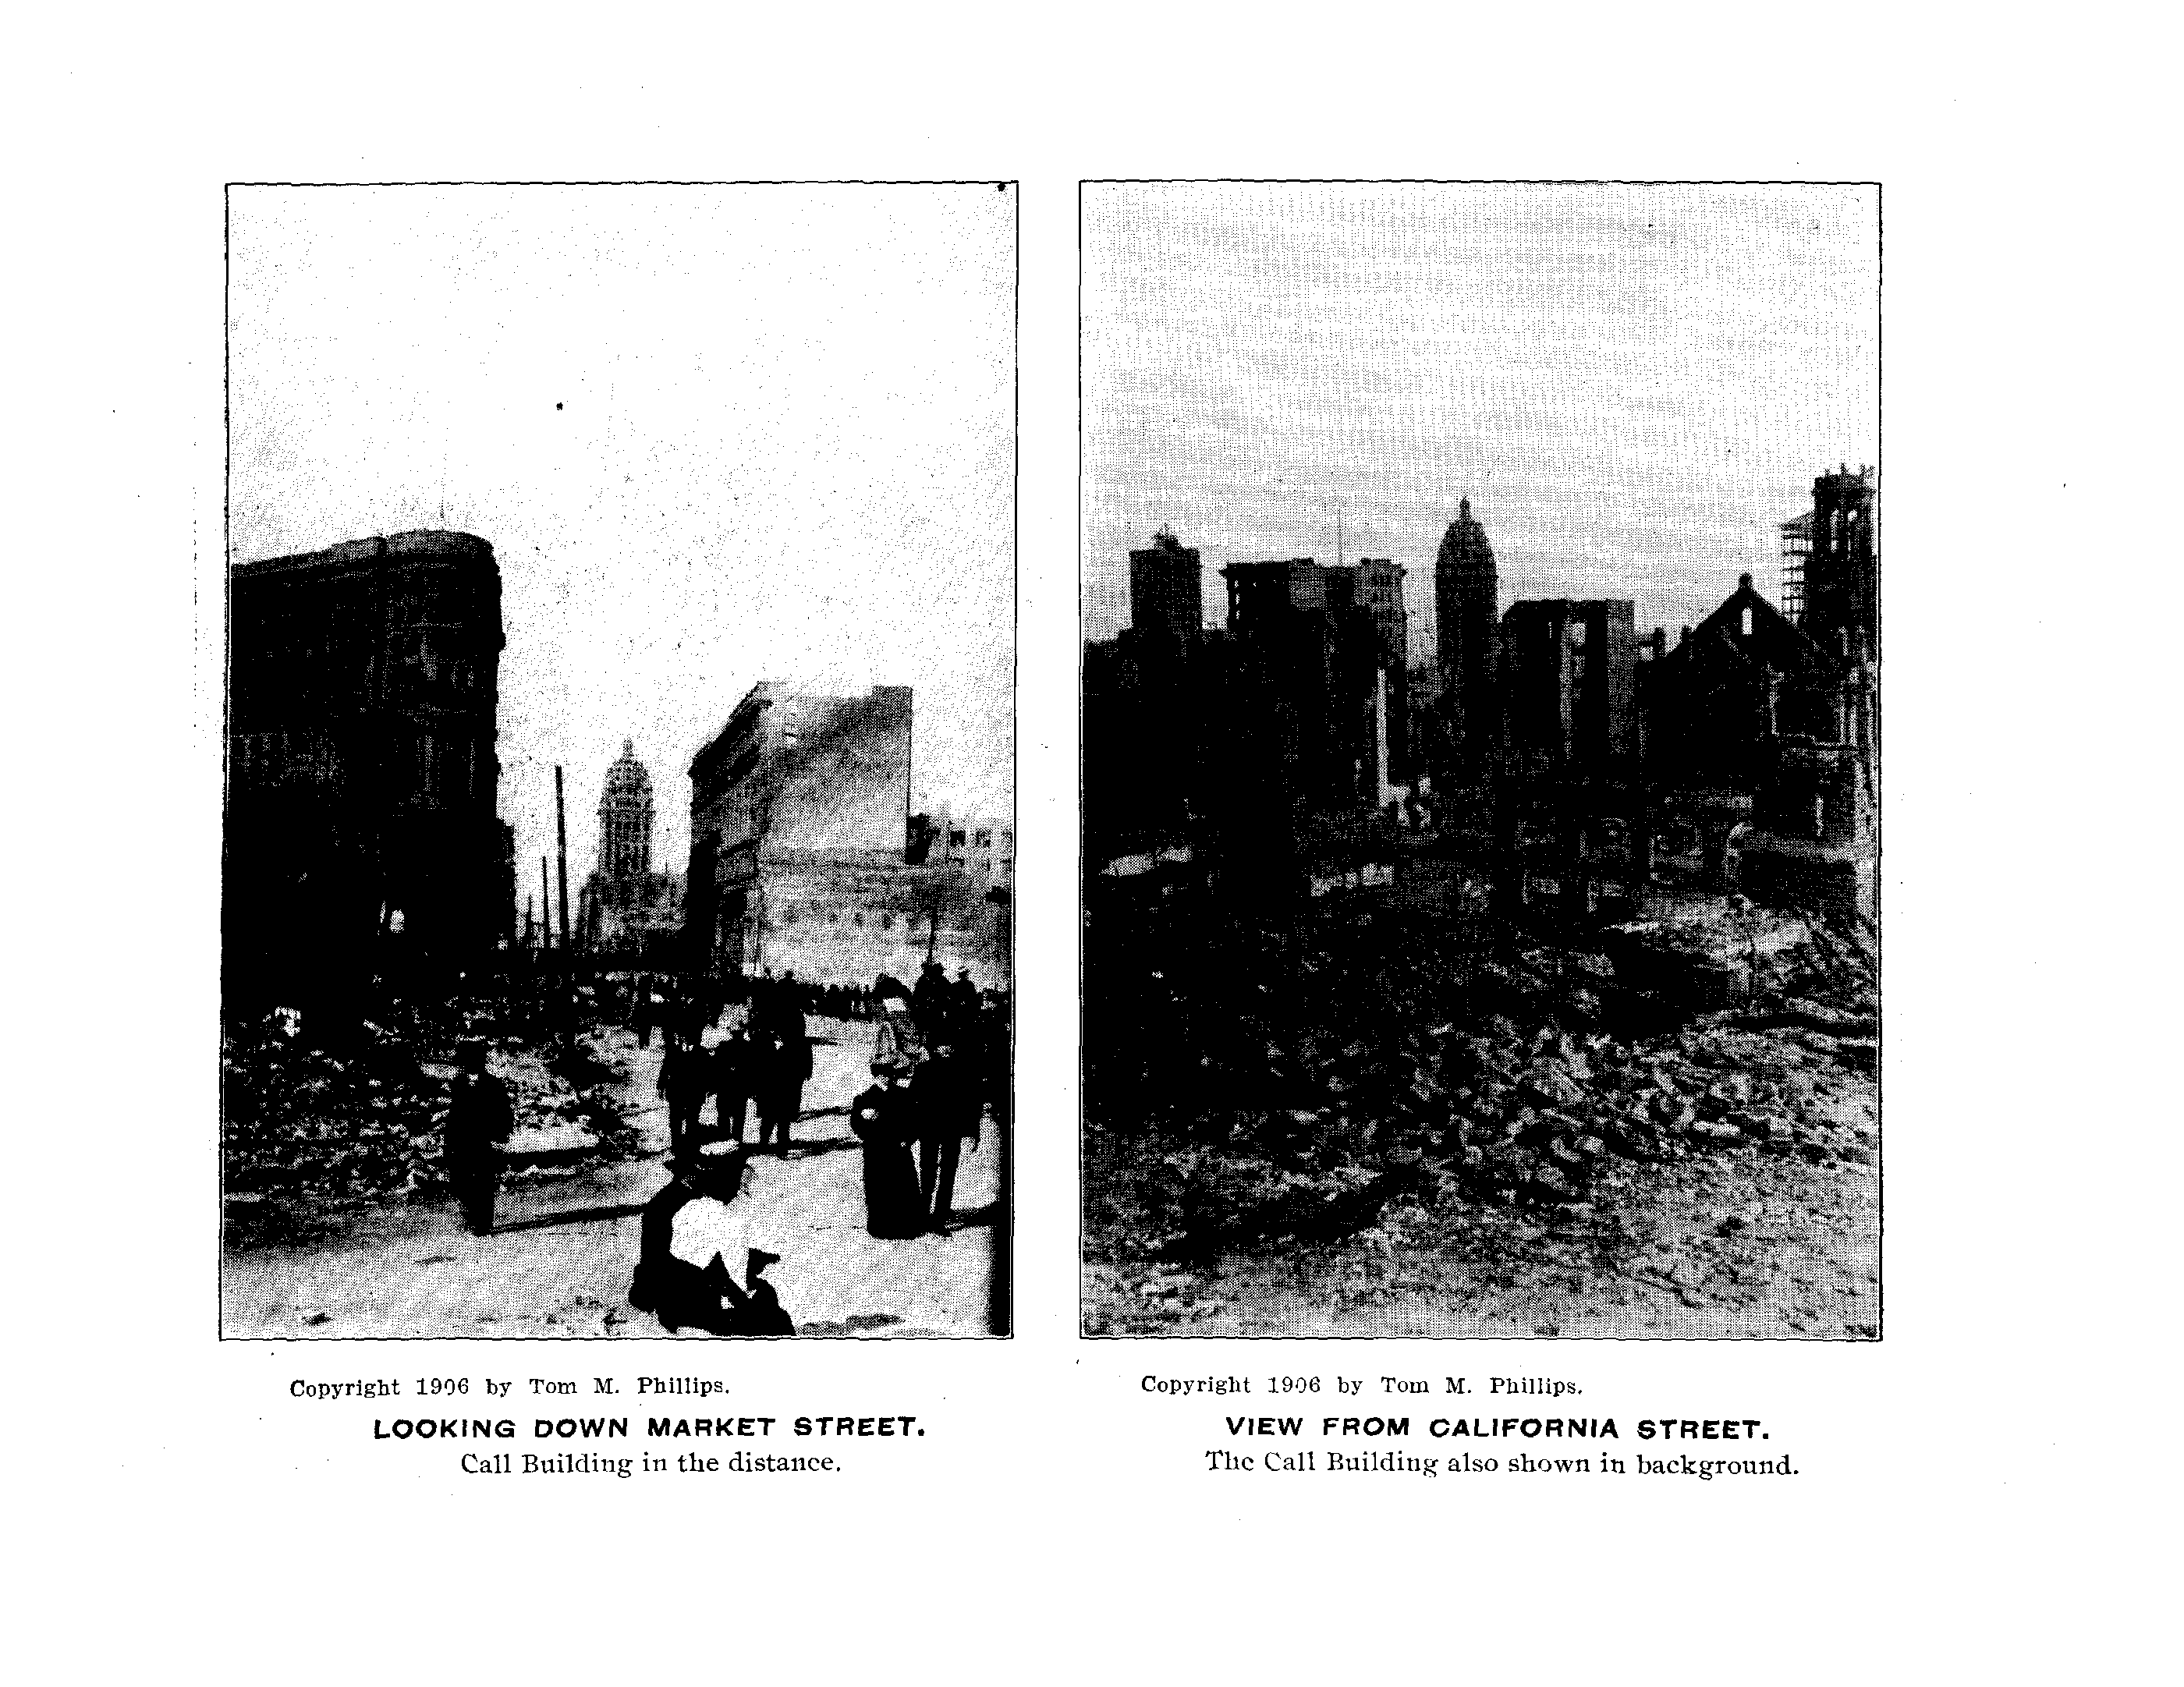 Copyright 1906 by Tom M. Phillips.
LOOKING DOWN MARKET STREET.
Call Building in the distance.
Copyright 1906 by Tom M. Phillips.
VIEW FROM CALIFORNIA STREET.
The Call Building also shown in background.